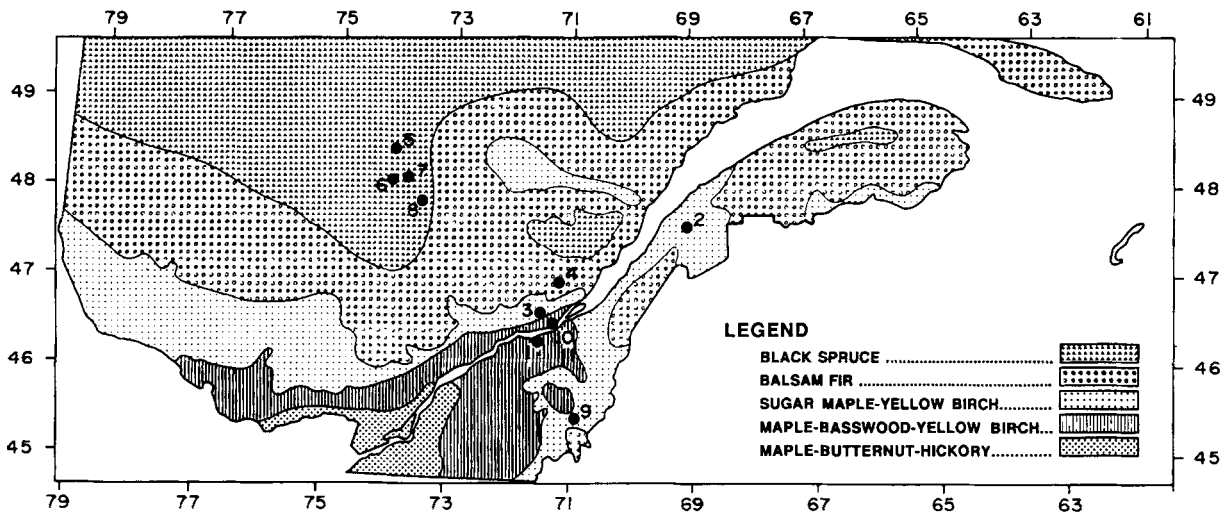 79 77 75 73 71 69 67 65 63 61
49 49
5
7
48 6 48
8
2
47 4 47
3
10
46 1 46
9
45 45
LEGEND
BLACK SPRUCE
BALSAM FIR
SUGAR MAPLE-YELLOW BIRCH
MAPLE-BASSWOOD-YELLOW BIRCH
MAPLE-BUTTERNUT-HICKORY
79 77 75 73 71 69 67 65 63